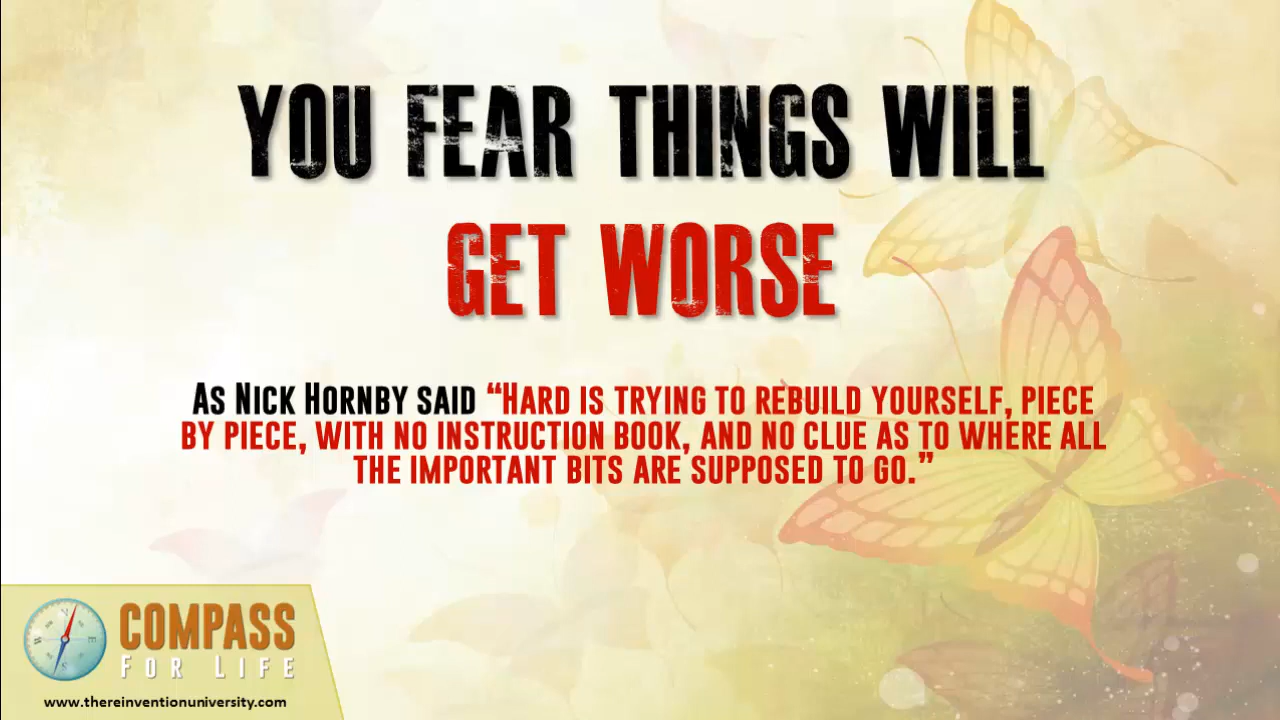 YOU FEAR THINGS WILL
GET WORSE
AS NICK HORNBY SAID “HARD IS TRYING TO REBUILD YOURSELF, PIECE
BY PIECE, WITH NO INSTRUCTION BOOK, AND NO CLUE AS TO WHERE ALL
THE IMPORTANT BITS ARE SUPPOSED TO GO.”
COMPASS
FOR LIFE
www.thereinventionuniversity.com